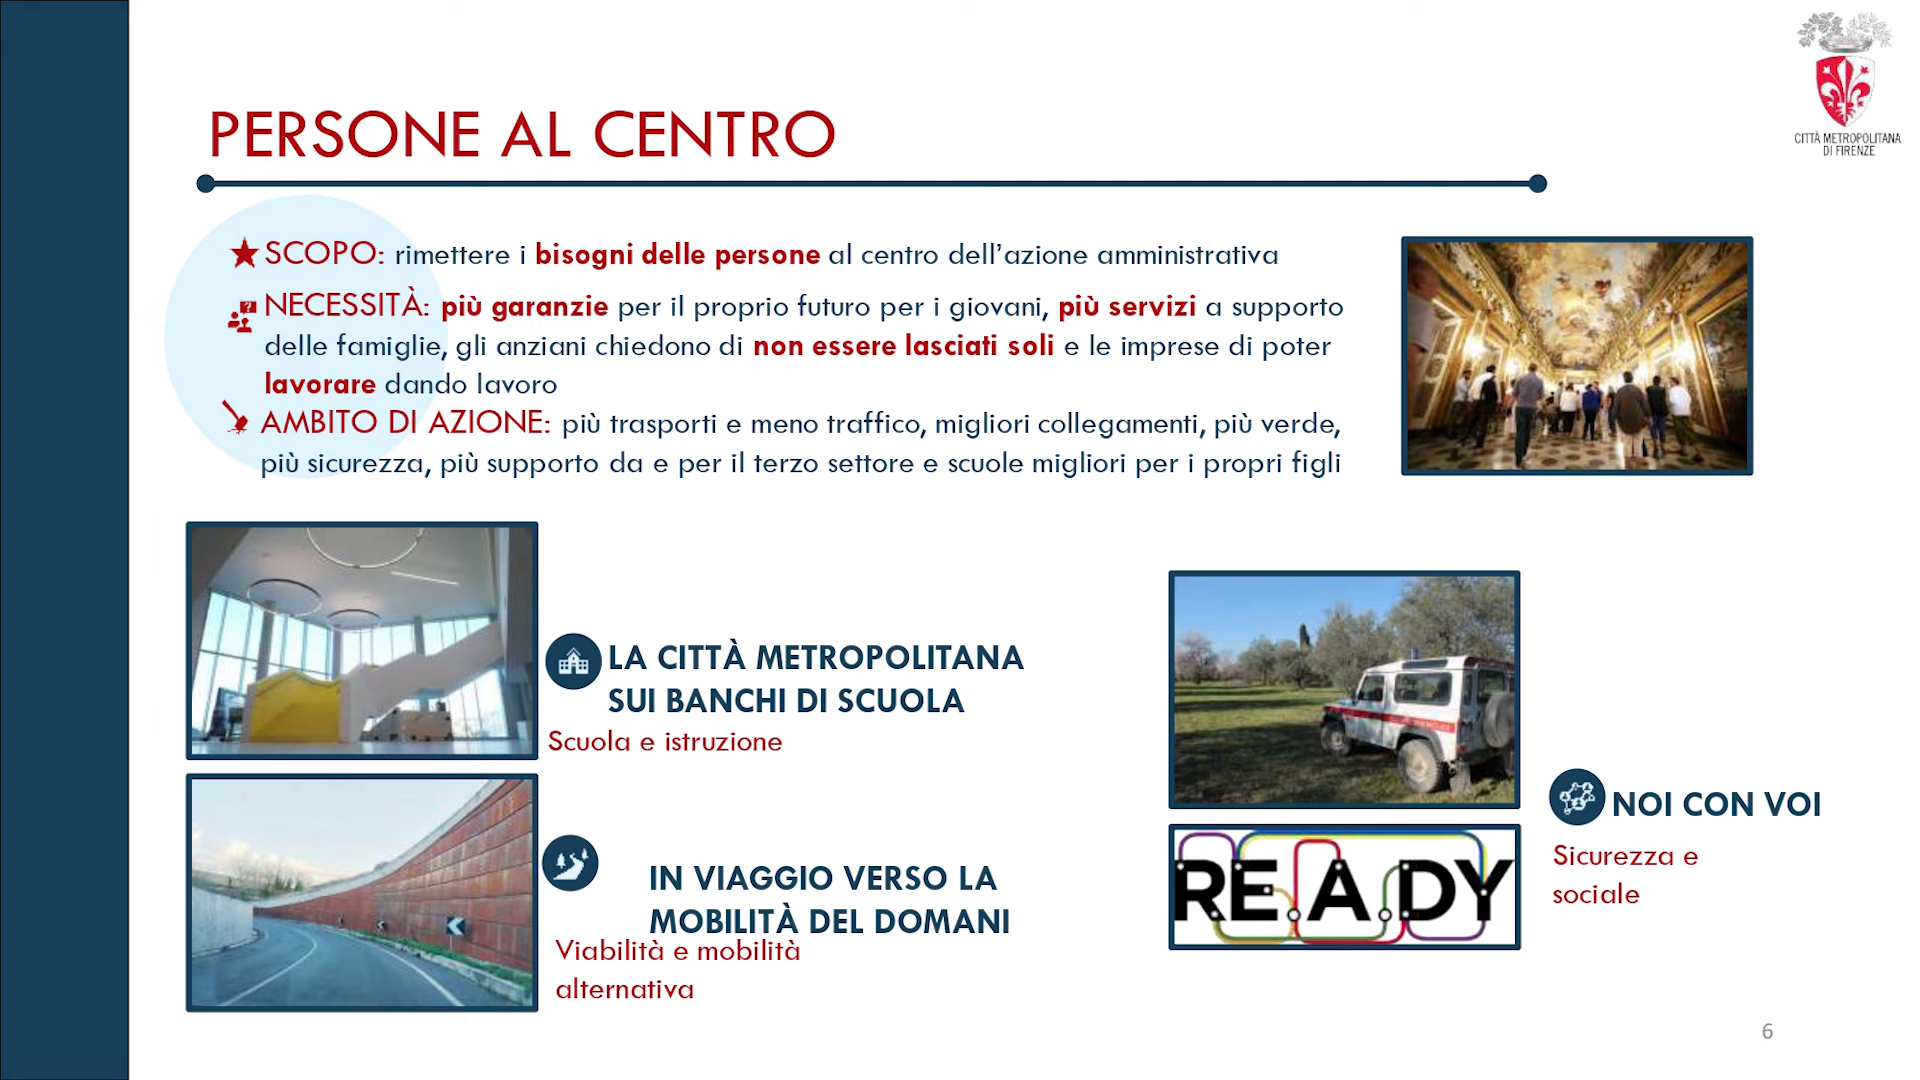 CITTÀ METROPOLITANA
DI FIRENZE
PERSONE AL CENTRO
SCOPO: rimettere i bisogni delle persone al centro dell’azione amministrativa
NECESSITÀ: più garanzie per il proprio futuro per i giovani, più servizi a supporto
delle famiglie, gli anziani chiedono di non essere lasciati soli e le imprese di poter
lavorare dando lavoro
AMBITO DI AZIONE: più trasporti e meno traffico, migliori collegamenti, più verde,
più sicurezza, più supporto da e per il terzo settore e scuole migliori per i propri figli
LA CITTÀ METROPOLITANA
SUI BANCHI DI SCUOLA
Scuola e istruzione
IN VIAGGIO VERSO LA
MOBILITÀ DEL DOMANI
Viabilità e mobilità
alternativa
RE.A.DY
NOI CON VOI
Sicurezza e
sociale
6